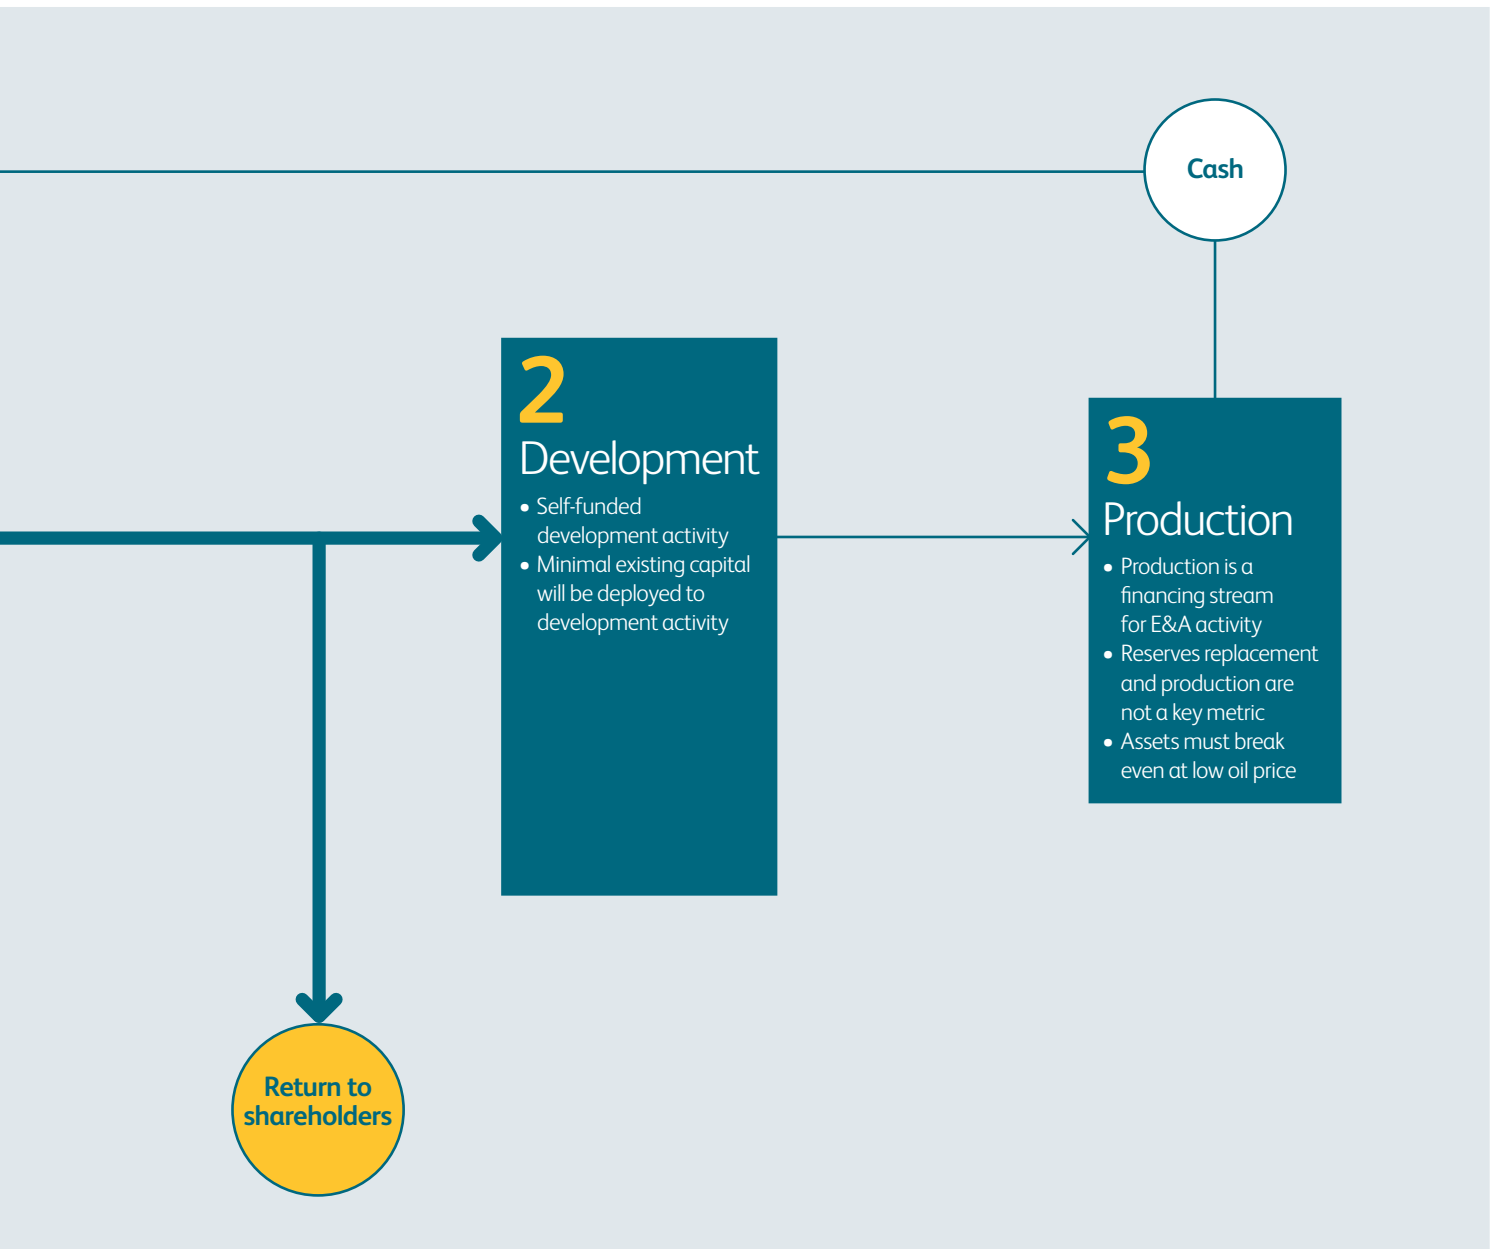 Cash
2
Development
• Self-funded
development activity
• Minimal existing capital
will be deployed to
development activity
3
Production
• Production is a
financing stream
for E&A activity
• Reserves replacement
and production are
not a key metric
• Assets must break
even at low oil price
Return to
shareholders